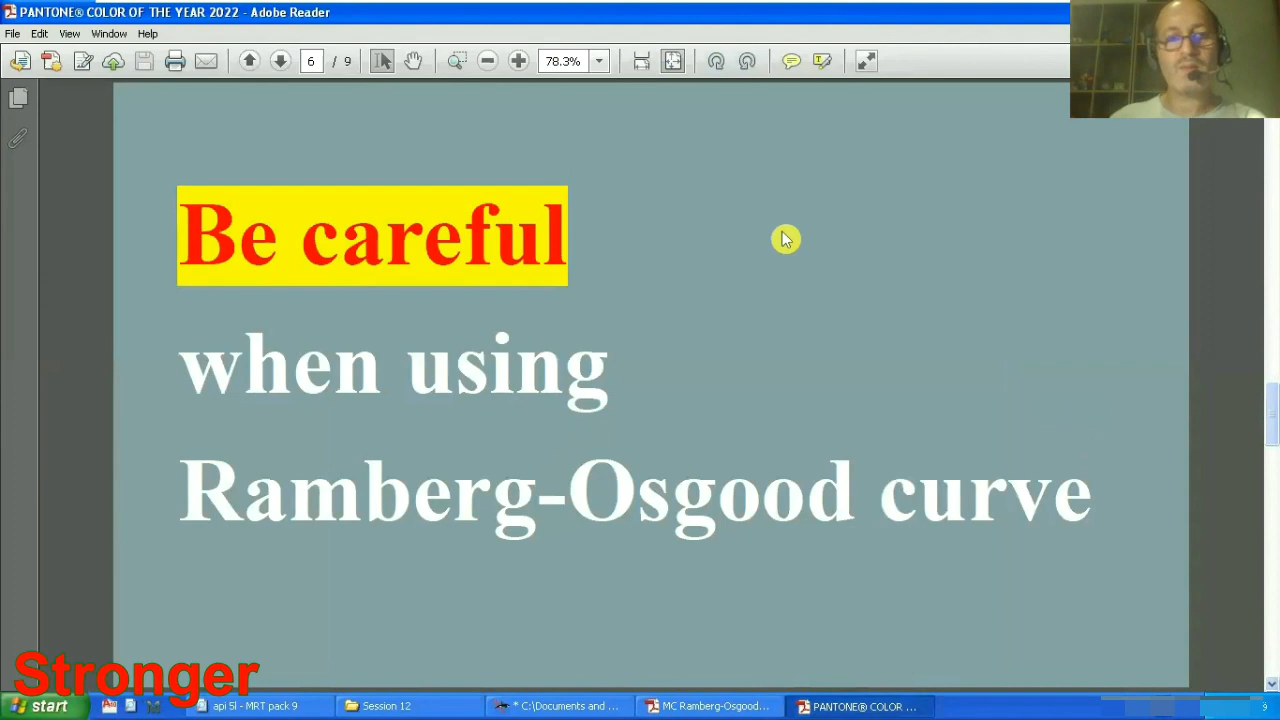 PANTONE® COLOR OF THE YEAR 2022 - Adobe Reader
File Edit View Window Help
6 / 9 78.3%
Be careful
when using
Ramberg-Osgood curve
Stronger
start api 5l - MRT pack 9 Session 12 * C:\Documents and ... MC Ramberg-Osgood... PANTONE® COLOR ... 9